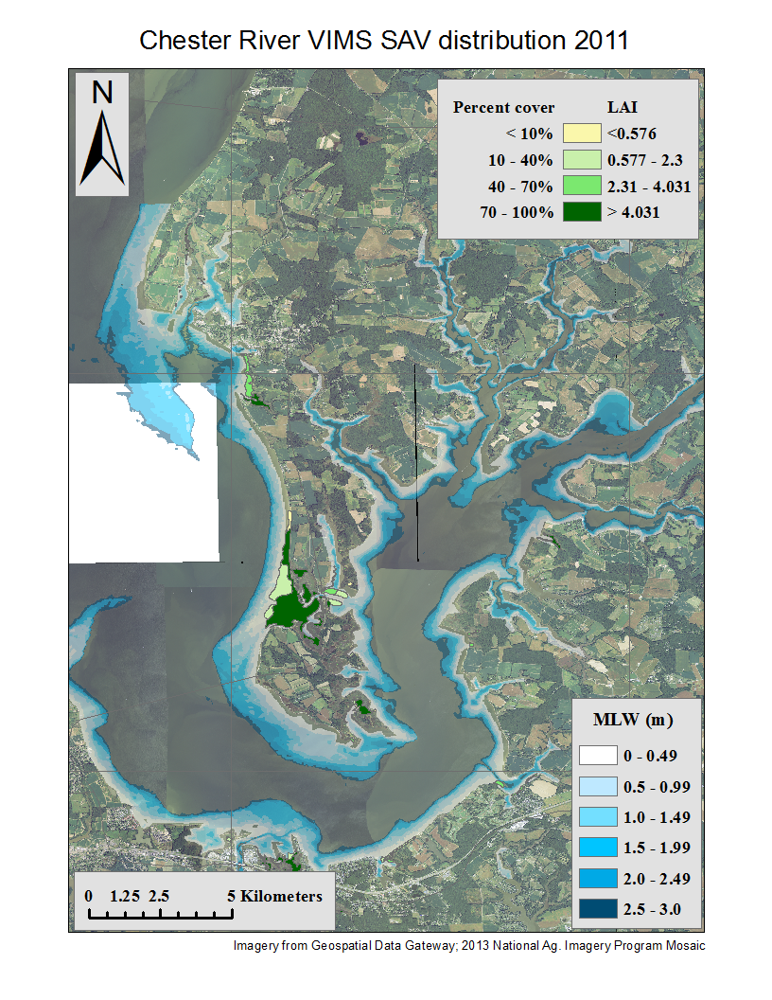 Chester River VIMS SAV distribution 2011
N
Percent cover LAI
< 10% <0.576
10 - 40% 0.577 - 2.3
40 - 70% 2.31 - 4.031
70 - 100% > 4.031
MLW (m)
0 - 0.49
0.5 - 0.99
1.0 - 1.49
1.5 - 1.99
2.0 - 2.49
2.5 - 3.0
0 1.25 2.5 5 Kilometers
Imagery from Geospatial Data Gateway; 2013 National Ag. Imagery Program Mosaic